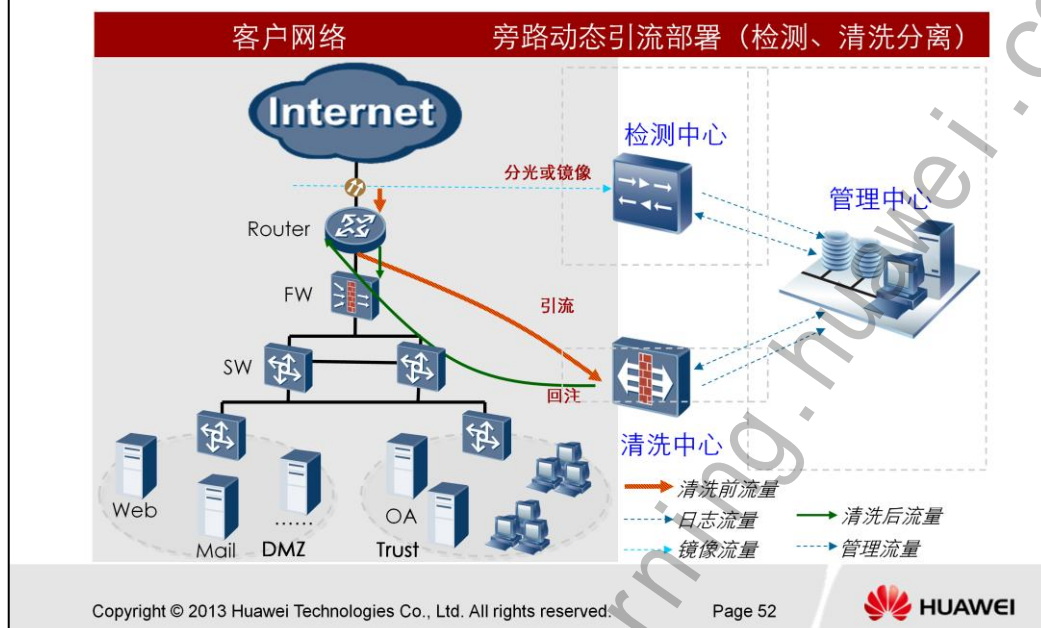 客户网络
旁路动态引流部署（检测、清洗分离）
Internet
检测中心
分光或镜像
管理中心
Router
FW
引流
SW
回注
清洗中心
清洗前流量
Web
OA
日志流量
清洗后流量
......
Mail
DMZ
Trust
镜像流量
管理流量
Copyright © 2013 Huawei Technologies Co., Ltd. All rights reserved.
Page 52
HUAWEI
rning.huawei.c